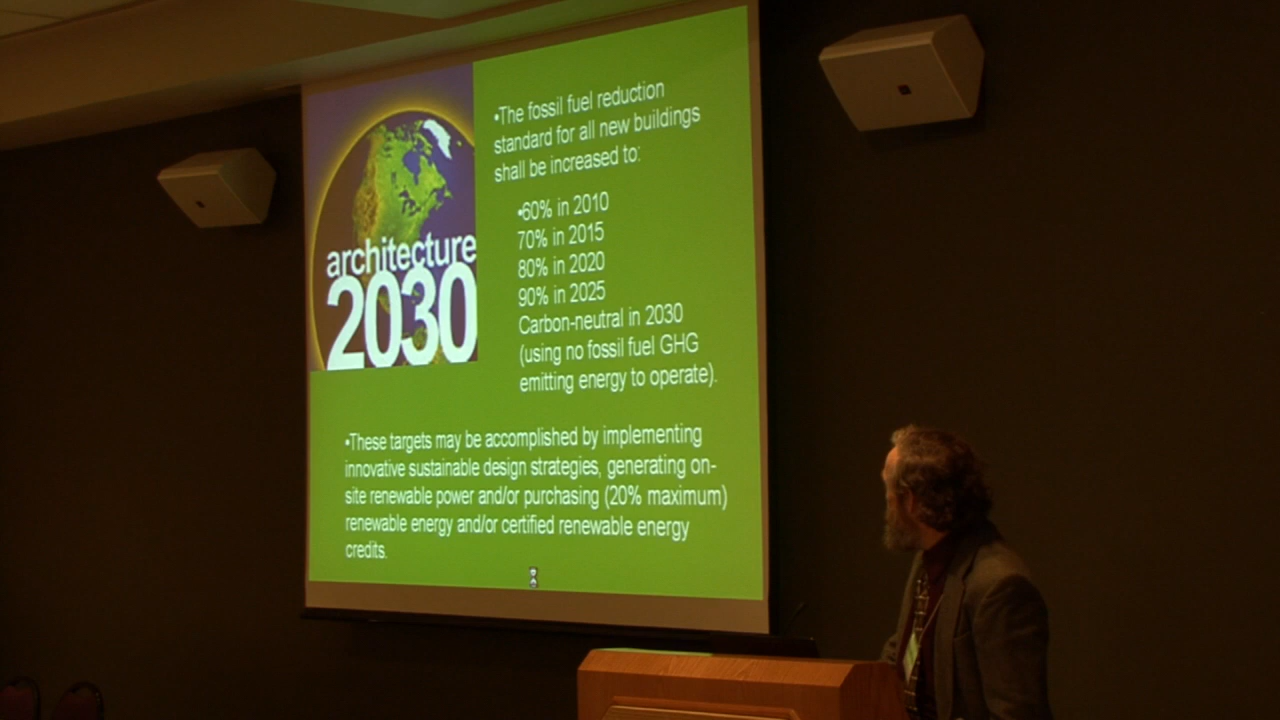 architecture
2030
•The fossil fuel reduction
standard for all new buildings
shall be increased to:
•60% in 2010
70% in 2015
80% in 2020
90% in 2025
Carbon-neutral in 2030
(using no fossil fuel GHG
emitting energy to operate).
•These targets may be accomplished by implementing
innovative sustainable design strategies, generating on-
site renewable power and/or purchasing (20% maximum)
renewable energy and/or certified renewable energy
credits.